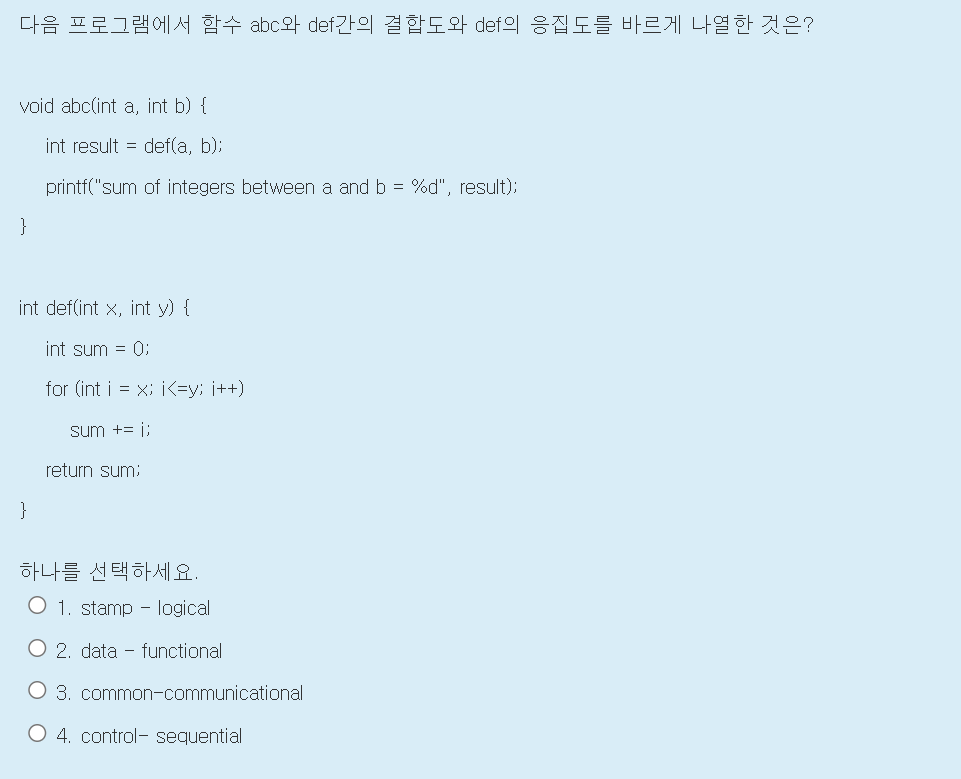 다음 프로그램에서 함수 abc와 def간의 결합도와 def의 응집도를 바르게 나열한 것은?
void abc(int a, int b) {
int result = def(a, b);
printf("sum of integers between a and b = %d", result);
}
int def(int x, int y) {
int sum = 0;
for (int i = x; i<=y; i++)
sum += i;
return sum;
}
하나를 선택하세요.
1. stamp - logical
2. data - functional
3. common-communicational
4. control- sequential